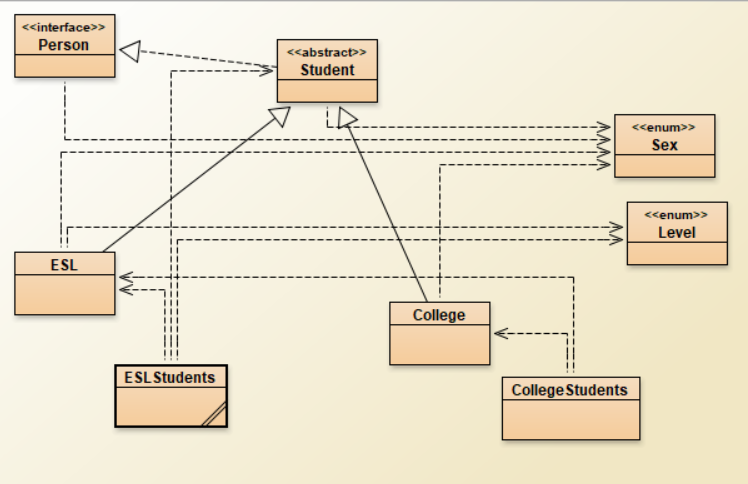 <<interface>>
Person
<<abstract>>
Student
<<enum>>
Sex
<<enum>>
Level
ESL
College
ESLStudents
CollegeStudents